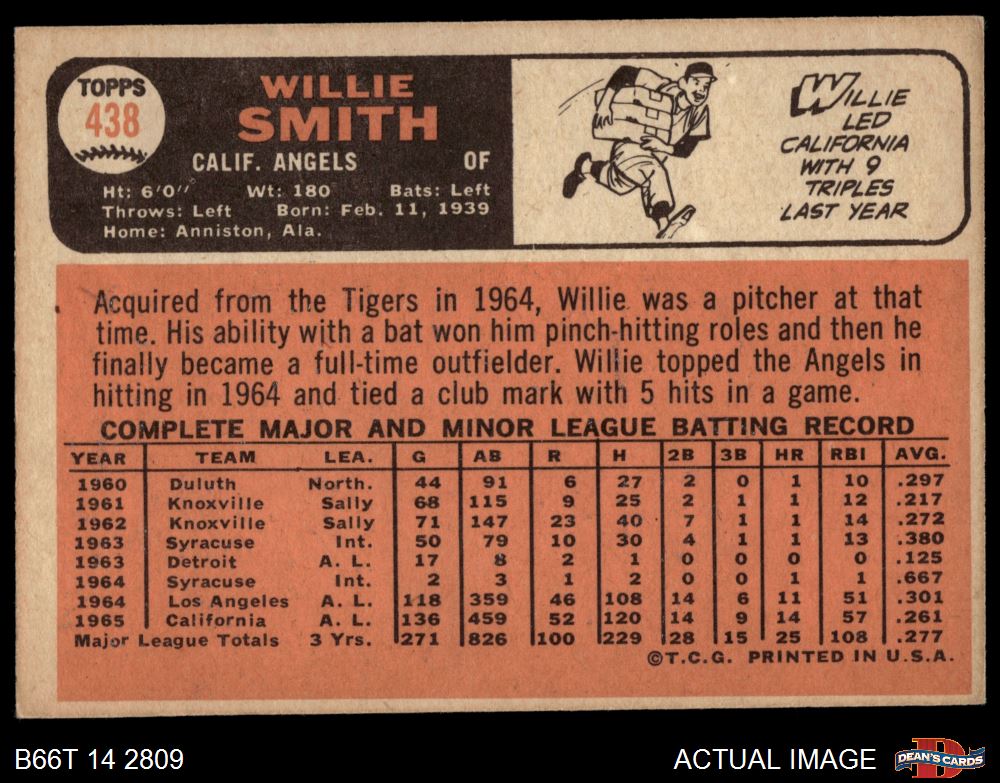 TOPPS
438
WILLIE
SMITH
CALIF. ANGELS OF
Ht: 6'0" Wt: 180 Bats: Left
Throws: Left Born: Feb. 11, 1939
Home: Anniston, Ala.
WILLIE
LED
CALIFORNIA
WITH 9
TRIPLES
LAST YEAR
Acquired from the Tigers in 1964, Willie was a pitcher at that
time. His ability with a bat won him pinch-hitting roles and then he
finally became a full-time outfielder. Willie topped the Angels in
hitting in 1964 and tied a club mark with 5 hits in a game.
COMPLETE MAJOR AND MINOR LEAGUE BATTING RECORD
YEAR TEAM LEA. G AB R H 2B 3B HR RBI AVG.
1960 Duluth North. 44 91 6 27 2 0 1 10 .297
1961 Knoxville Sally 68 115 9 25 2 1 1 12 .217
1962 Knoxville Sally 71 147 23 40 7 1 1 14 .272
1963 Syracuse Int. 50 79 10 30 4 1 1 13 .380
1963 Detroit A. L. 17 8 2 1 0 0 0 0 .125
1964 Syracuse Int. 2 3 1 2 0 0 1 1 .667
1964 Los Angeles A. L. 118 359 46 108 14 6 11 51 .301
1965 California A. L. 136 459 52 120 14 9 14 57 .261
Major League Totals 3 Yrs. 271 826 100 229 28 15 25 108 .277
©T.C.G. PRINTED IN U.S.A.
B66T 14 2809 ACTUAL IMAGE
D
DEAN'S CARDS